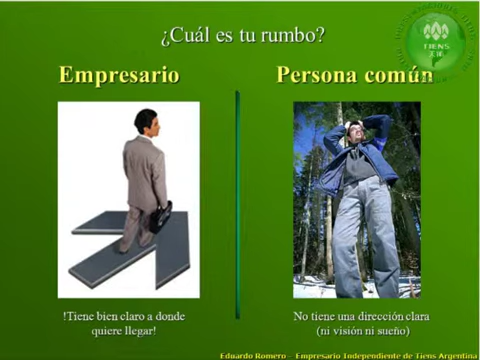 ¿Cuál es tu rumbo?
TIENS
Empresario
Persona común
!Tiene bien claro a donde
quiere llegar!
No tiene una dirección clara
(ni visión ni sueño)
Eduardo Romero - Empresario Independiente de Tiens Argentina